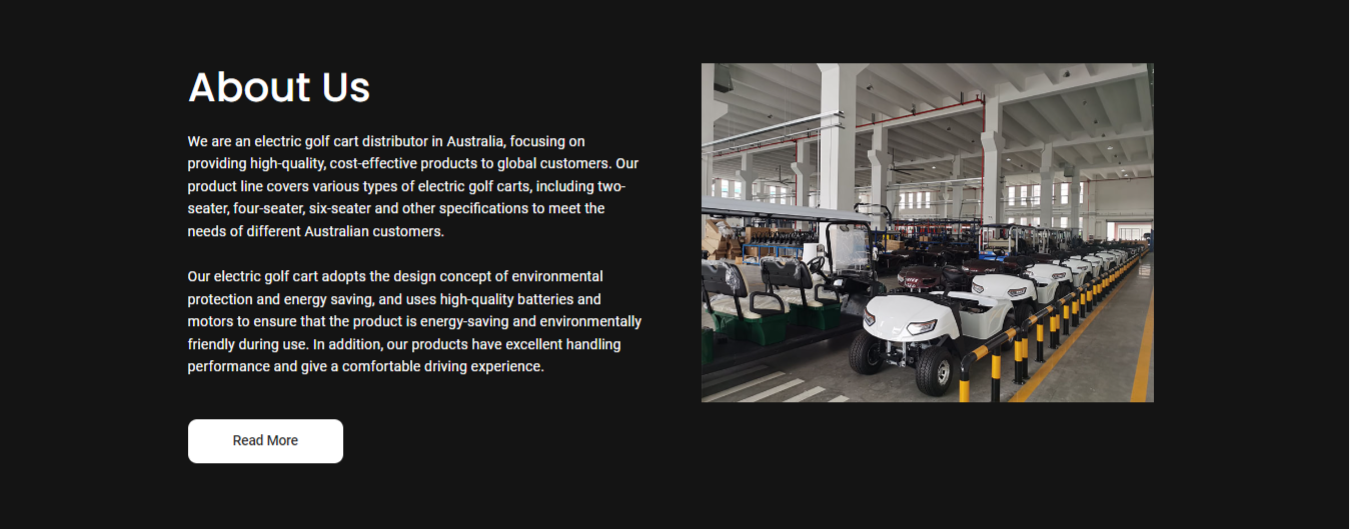 About Us
We are an electric golf cart distributor in Australia, focusing on
providing high-quality, cost-effective products to global customers. Our
product line covers various types of electric golf carts, including two-
seater, four-seater, six-seater and other specifications to meet the
needs of different Australian customers.
Our electric golf cart adopts the design concept of environmental
protection and energy saving, and uses high-quality batteries and
motors to ensure that the product is energy-saving and environmentally
friendly during use. In addition, our products have excellent handling
performance and give a comfortable driving experience.
Read More